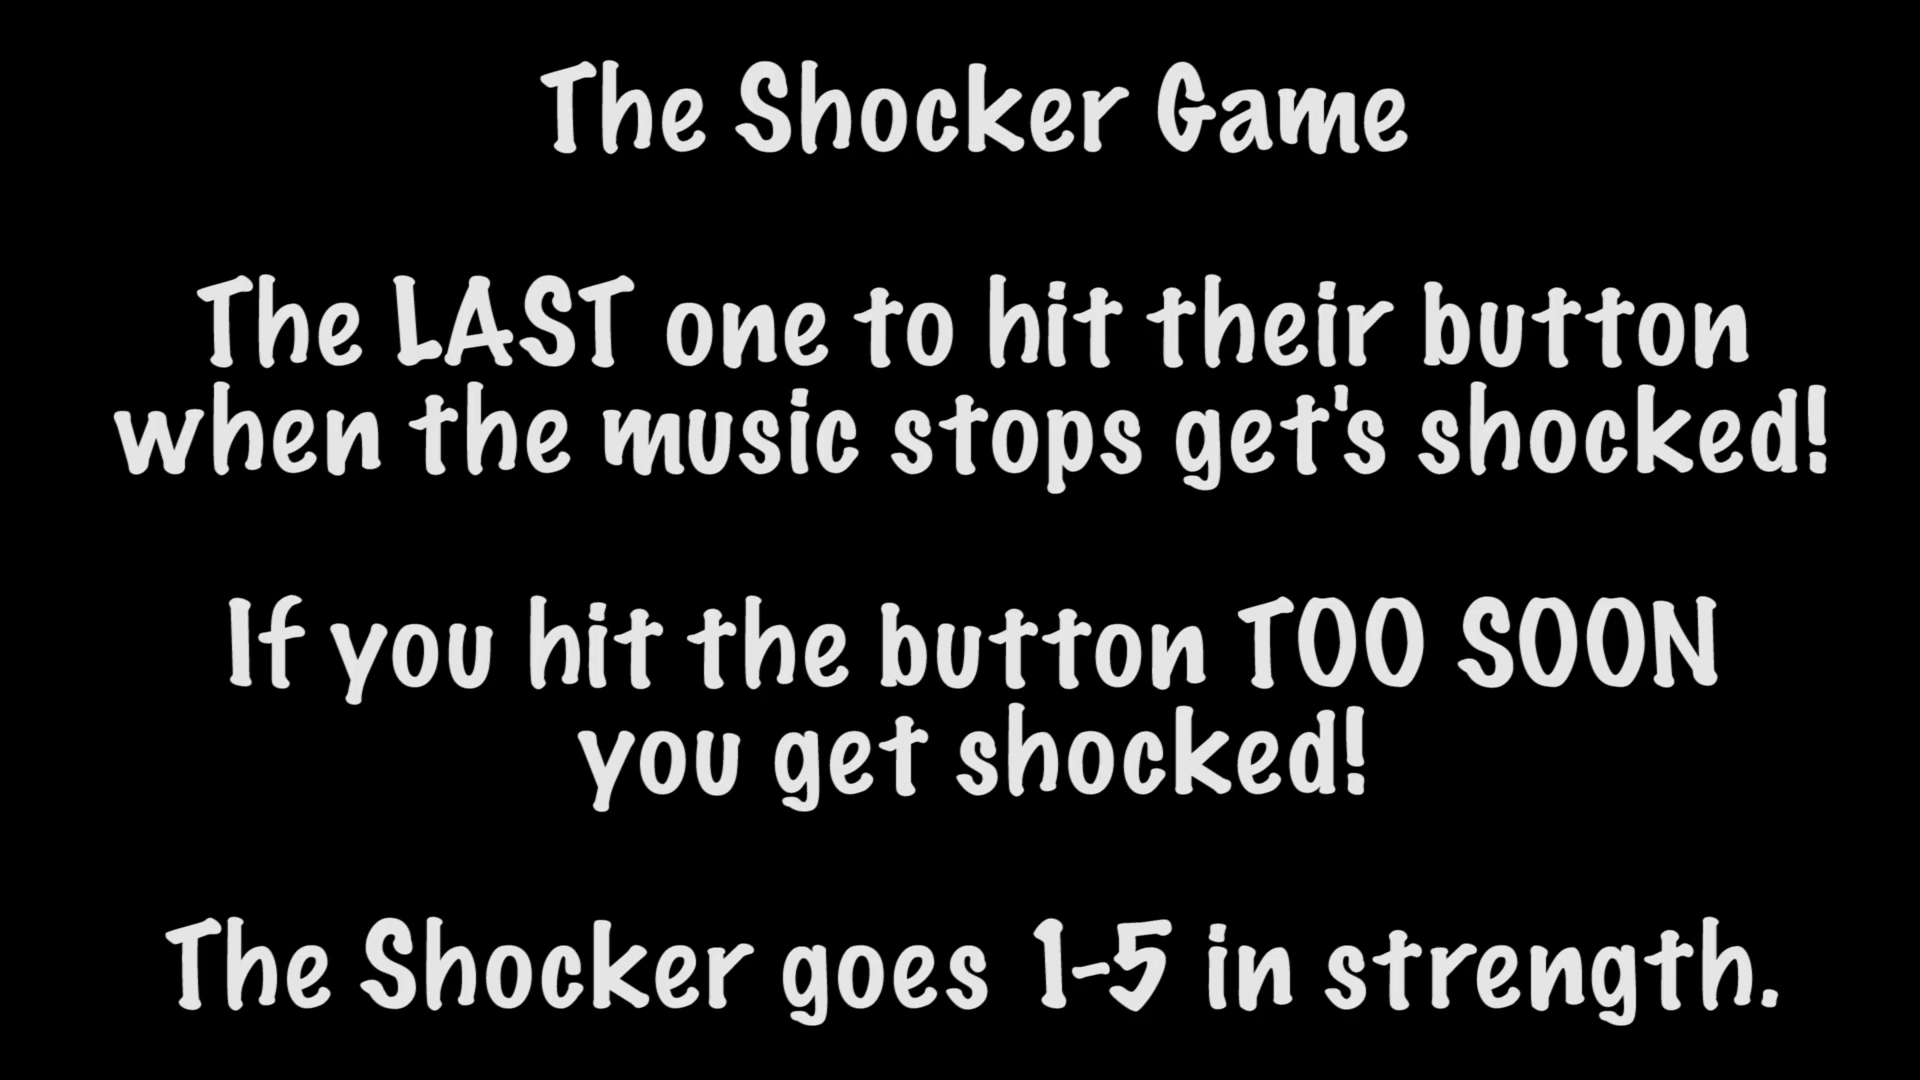 The Shocker Game
The LAST one to hit their button
when the music stops get's shocked!
If you hit the button TOO SOON
you get shocked!
The Shocker goes 1-5 in strength.